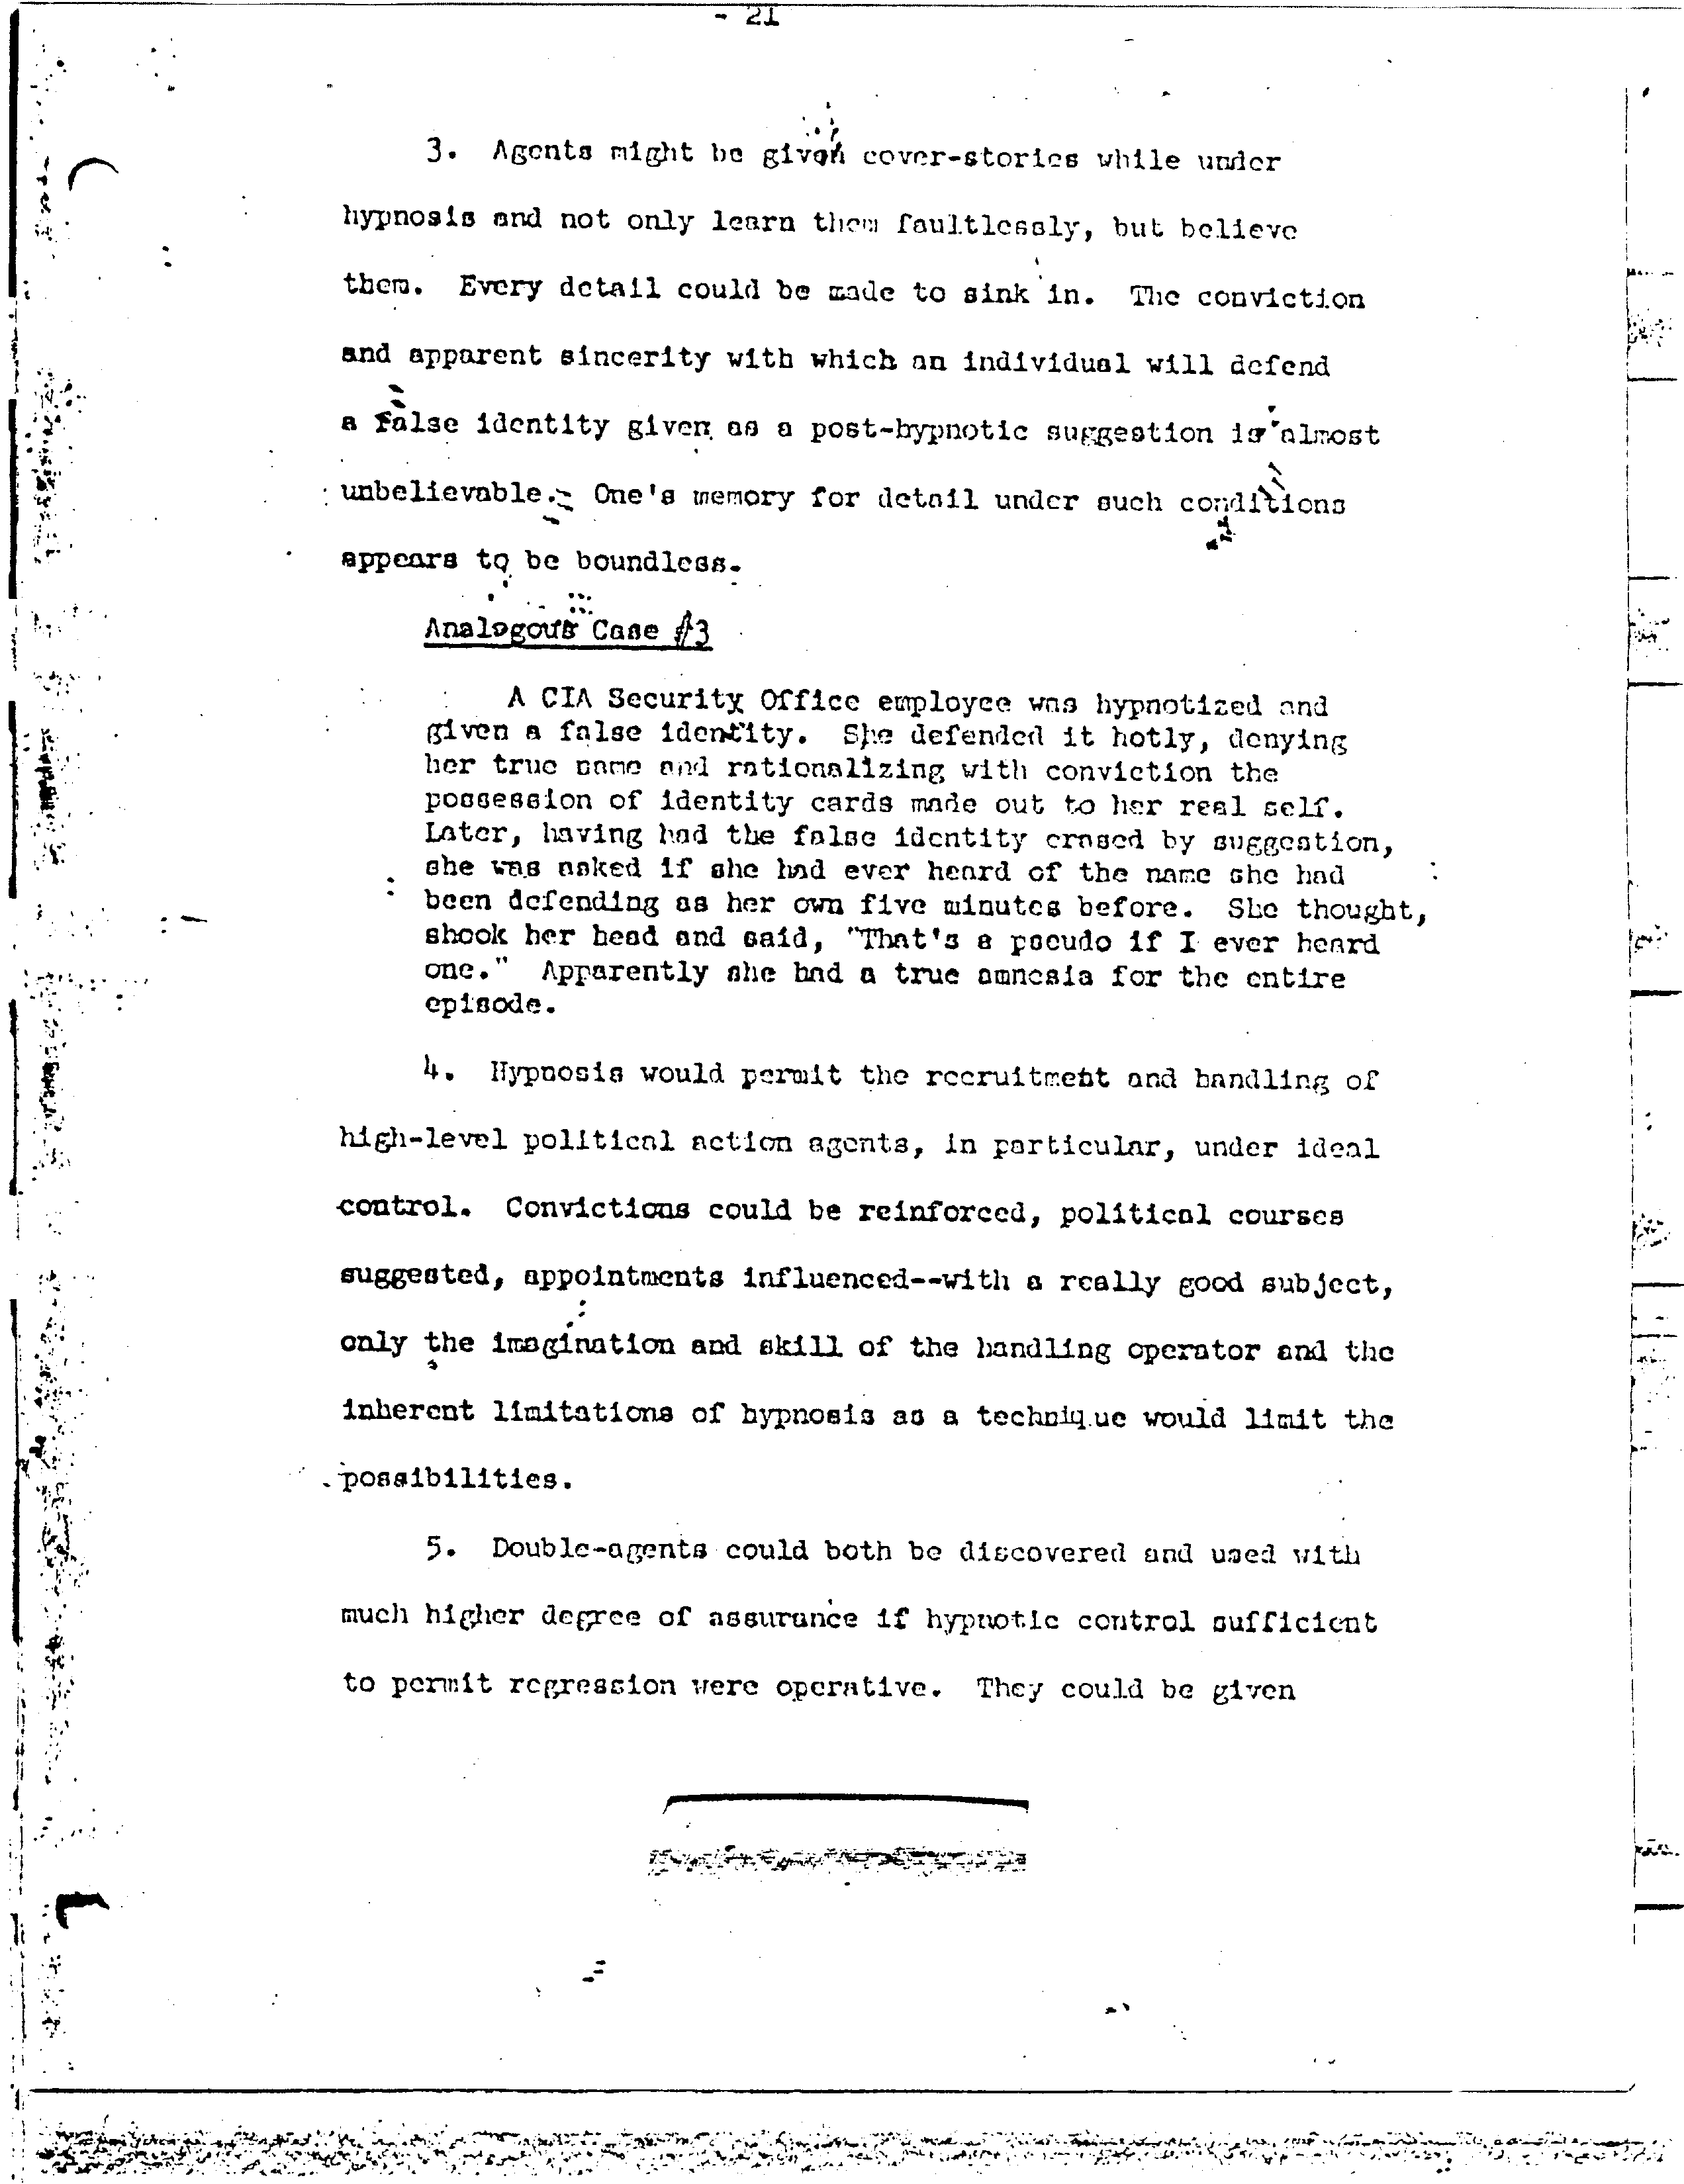 - 21
3. Agents might be given cover-stories while under
hypnosis and not only learn them faultlessly, but believe
them. Every detail could be made to sink in. The conviction
and apparent sincerity with which an individual will defend
a false identity given as a post-hypnotic suggestion is almost
unbelievable. One's memory for detail under such conditions
appears to be boundless.
Analogous Case #3
A CIA Security Office employee was hypnotized and
given a false identity. She defended it hotly, denying
her true name and rationalizing with conviction the
possession of identity cards made out to her real self.
Later, having had the false identity erased by suggestion,
she was asked if she had ever heard of the name she had
been defending as her own five minutes before. She thought,
shook her head and said, "That's a pseudo if I ever heard
one." Apparently she had a true amnesia for the entire
episode.
4. Hypnosis would permit the recruitment and handling of
high-level political action agents, in particular, under ideal
control. Convictions could be reinforced, political courses
suggested, appointments influenced--with a really good subject,
only the imagination and skill of the handling operator and the
inherent limitations of hypnosis as a technique would limit the
possibilities.
5. Double-agents could both be discovered and used with
much higher degree of assurance if hypnotic control sufficient
to permit regression were operative. They could be given